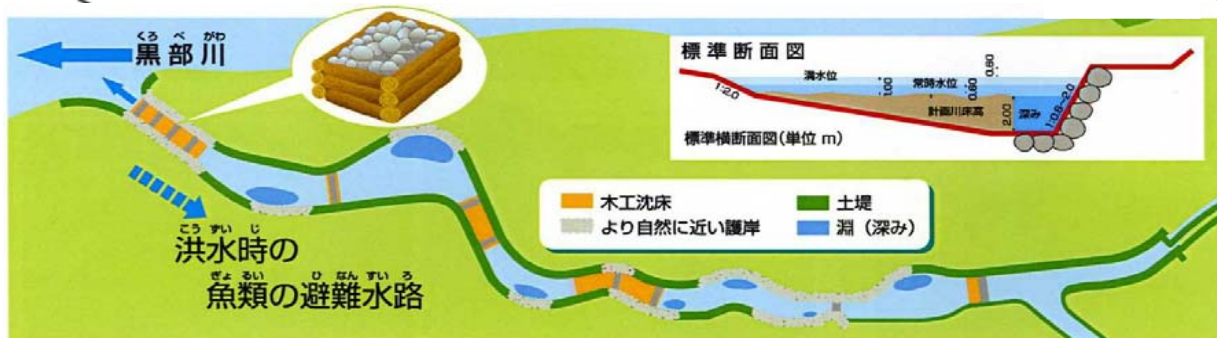 くろべがわ
黒部川
標準断面図
満水位
常時水位
1.00
0.60
0.60
1:2.0
計画川床高
2.00
深み
1:0.6~2.0
標準横断面図(単位 m)
木工沈床
土堤
より自然に近い護岸
淵(深み)
こうずいじ
洪水時の
ぎょるい ひなんすいろ
魚類の避難水路